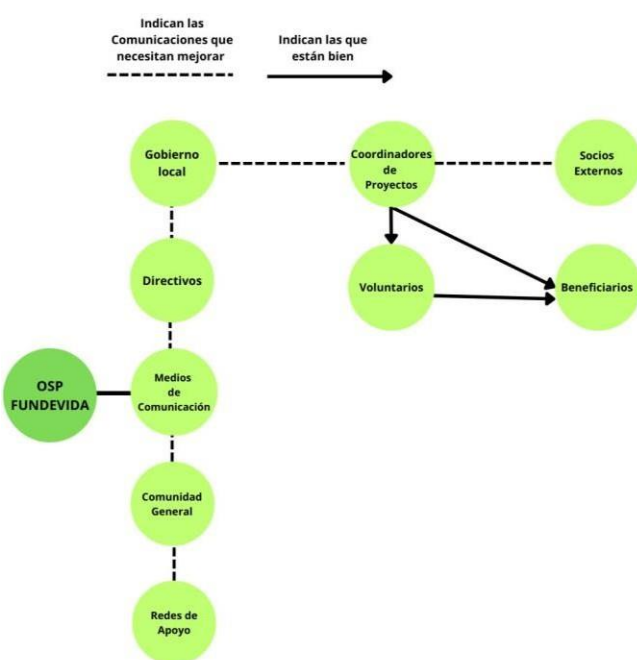 Indican las
Comunicaciones que
necesitan mejorar
Indican las que
están bien
Gobierno
local
Coordinadores
de
Proyectos
Socios
Externos
Directivos
Voluntarios
Beneficiarios
OSP
FUNDEVIDA
Medios
de
Comunicación
Comunidad
General
Redes de
Apoyo